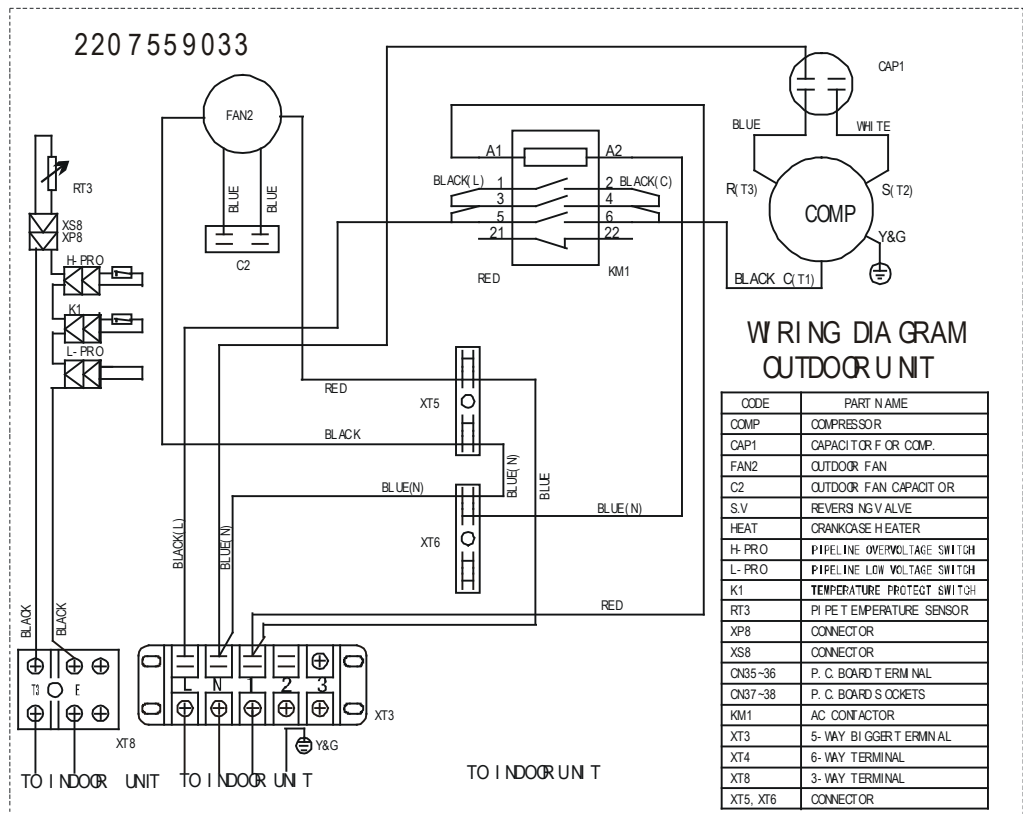 2207559033
CAP1
FAN2
BLUE
WHITE
A1
A2
RT3
BLACK(L)
1
2
BLACK(C)
R(T3)
S(T2)
BLUE
BLUE
3
4
COMP
XS8
XP8
5
6
21
22
Y&G
H-PRO
C2
RED
KM1
BLACK C(T1)
K1
WIRING DIAGRAM
OUTDOOR UNIT
L-PRO
RED
XT5
BLACK
BLUE(N)
BLUE(N)
BLUE
BLUE(N)
BLACK(L)
BLUE(N)
XT6
RED
BLACK
BLACK
T3
E
L
N
1
2
3
XT3
XT8
Y&G
TO INDOOR UNIT
TO INDOOR UNIT
TO INDOOR UNIT
CODE PART NAME
COMP COMPRESSOR
CAP1 CAPACITOR FOR COMP.
FAN2 OUTDOOR FAN
C2 OUTDOOR FAN CAPACITOR
S.V REVERSING VALVE
HEAT CRANKCASE HEATER
H-PRO PIPELINE OVERVOLTAGE SWITCH
L-PRO PIPELINE LOW VOLTAGE SWITCH
K1 TEMPERATURE PROTECT SWITCH
RT3 PIPE TEMPERATURE SENSOR
XP8 CONNECTOR
XS8 CONNECTOR
CN35~36 P.C. BOARD TERMINAL
CN37~38 P.C. BOARD SOCKETS
KM1 AC CONTACTOR
XT3 5-WAY BIGGER TERMINAL
XT4 6-WAY TERMINAL
XT8 3-WAY TERMINAL
XT5, XT6 CONNECTOR